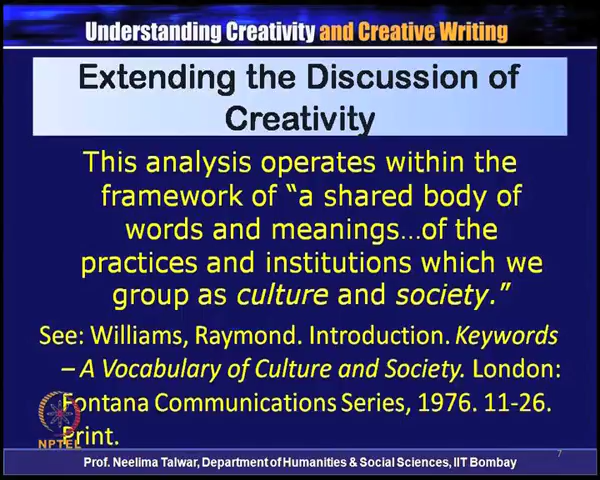 Understanding Creativity and Creative Writing
Extending the Discussion of
Creativity
This analysis operates within the
framework of “a shared body of
words and meanings…of the
practices and institutions which we
group as culture and society.”
See: Williams, Raymond. Introduction. Keywords
– A Vocabulary of Culture and Society. London:
Fontana Communications Series, 1976. 11-26.
Print.
NPTEL
7
Prof. Neelima Talwar, Department of Humanities & Social Sciences, IIT Bombay